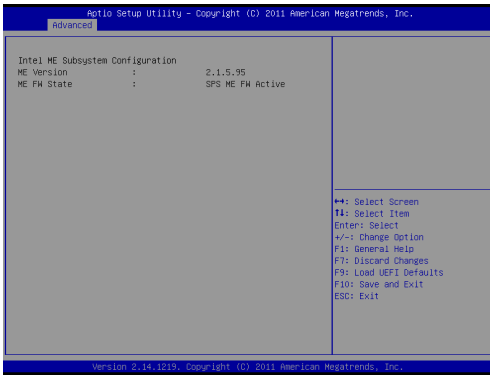 Aptio Setup Utility – Copyright (C) 2011 American Megatrends, Inc.
Advanced
Intel ME Subsystem Configuration
ME Version : 2.1.5.95
ME FW State : SPS ME FW Active
↔: Select Screen
↑↓: Select Item
Enter: Select
+/-: Change Option
F1: General Help
F7: Discard Changes
F9: Load UEFI Defaults
F10: Save and Exit
ESC: Exit
Version 2.14.1219. Copyright (C) 2011 American Megatrends, Inc.